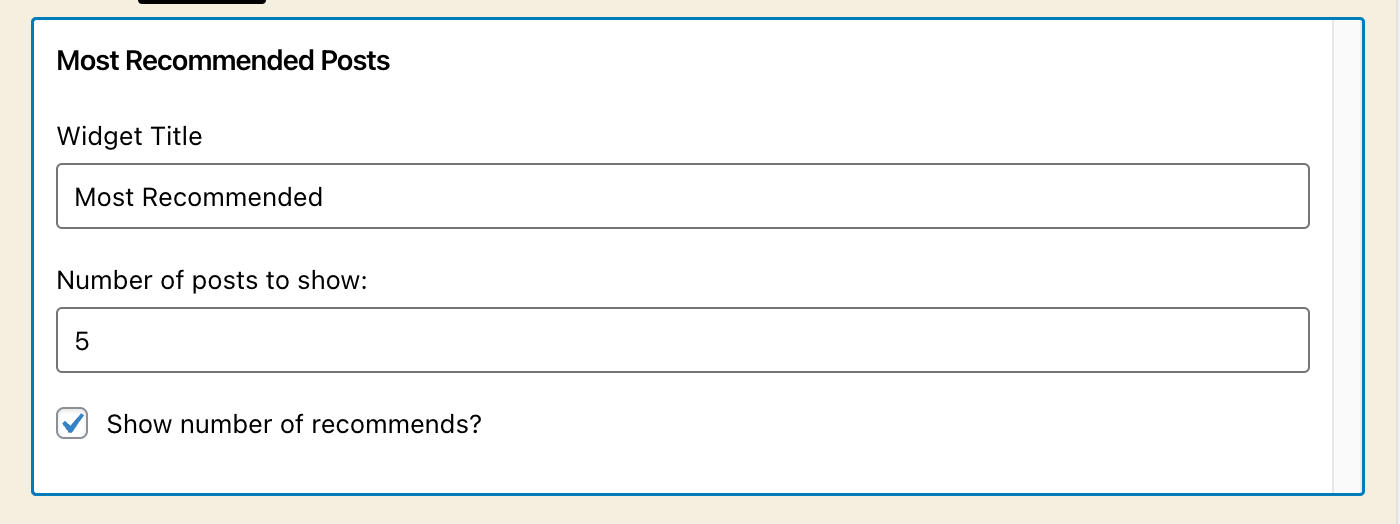 Most Recommended Posts
Widget Title
Most Recommended
Number of posts to show:
5
Show number of recommends?